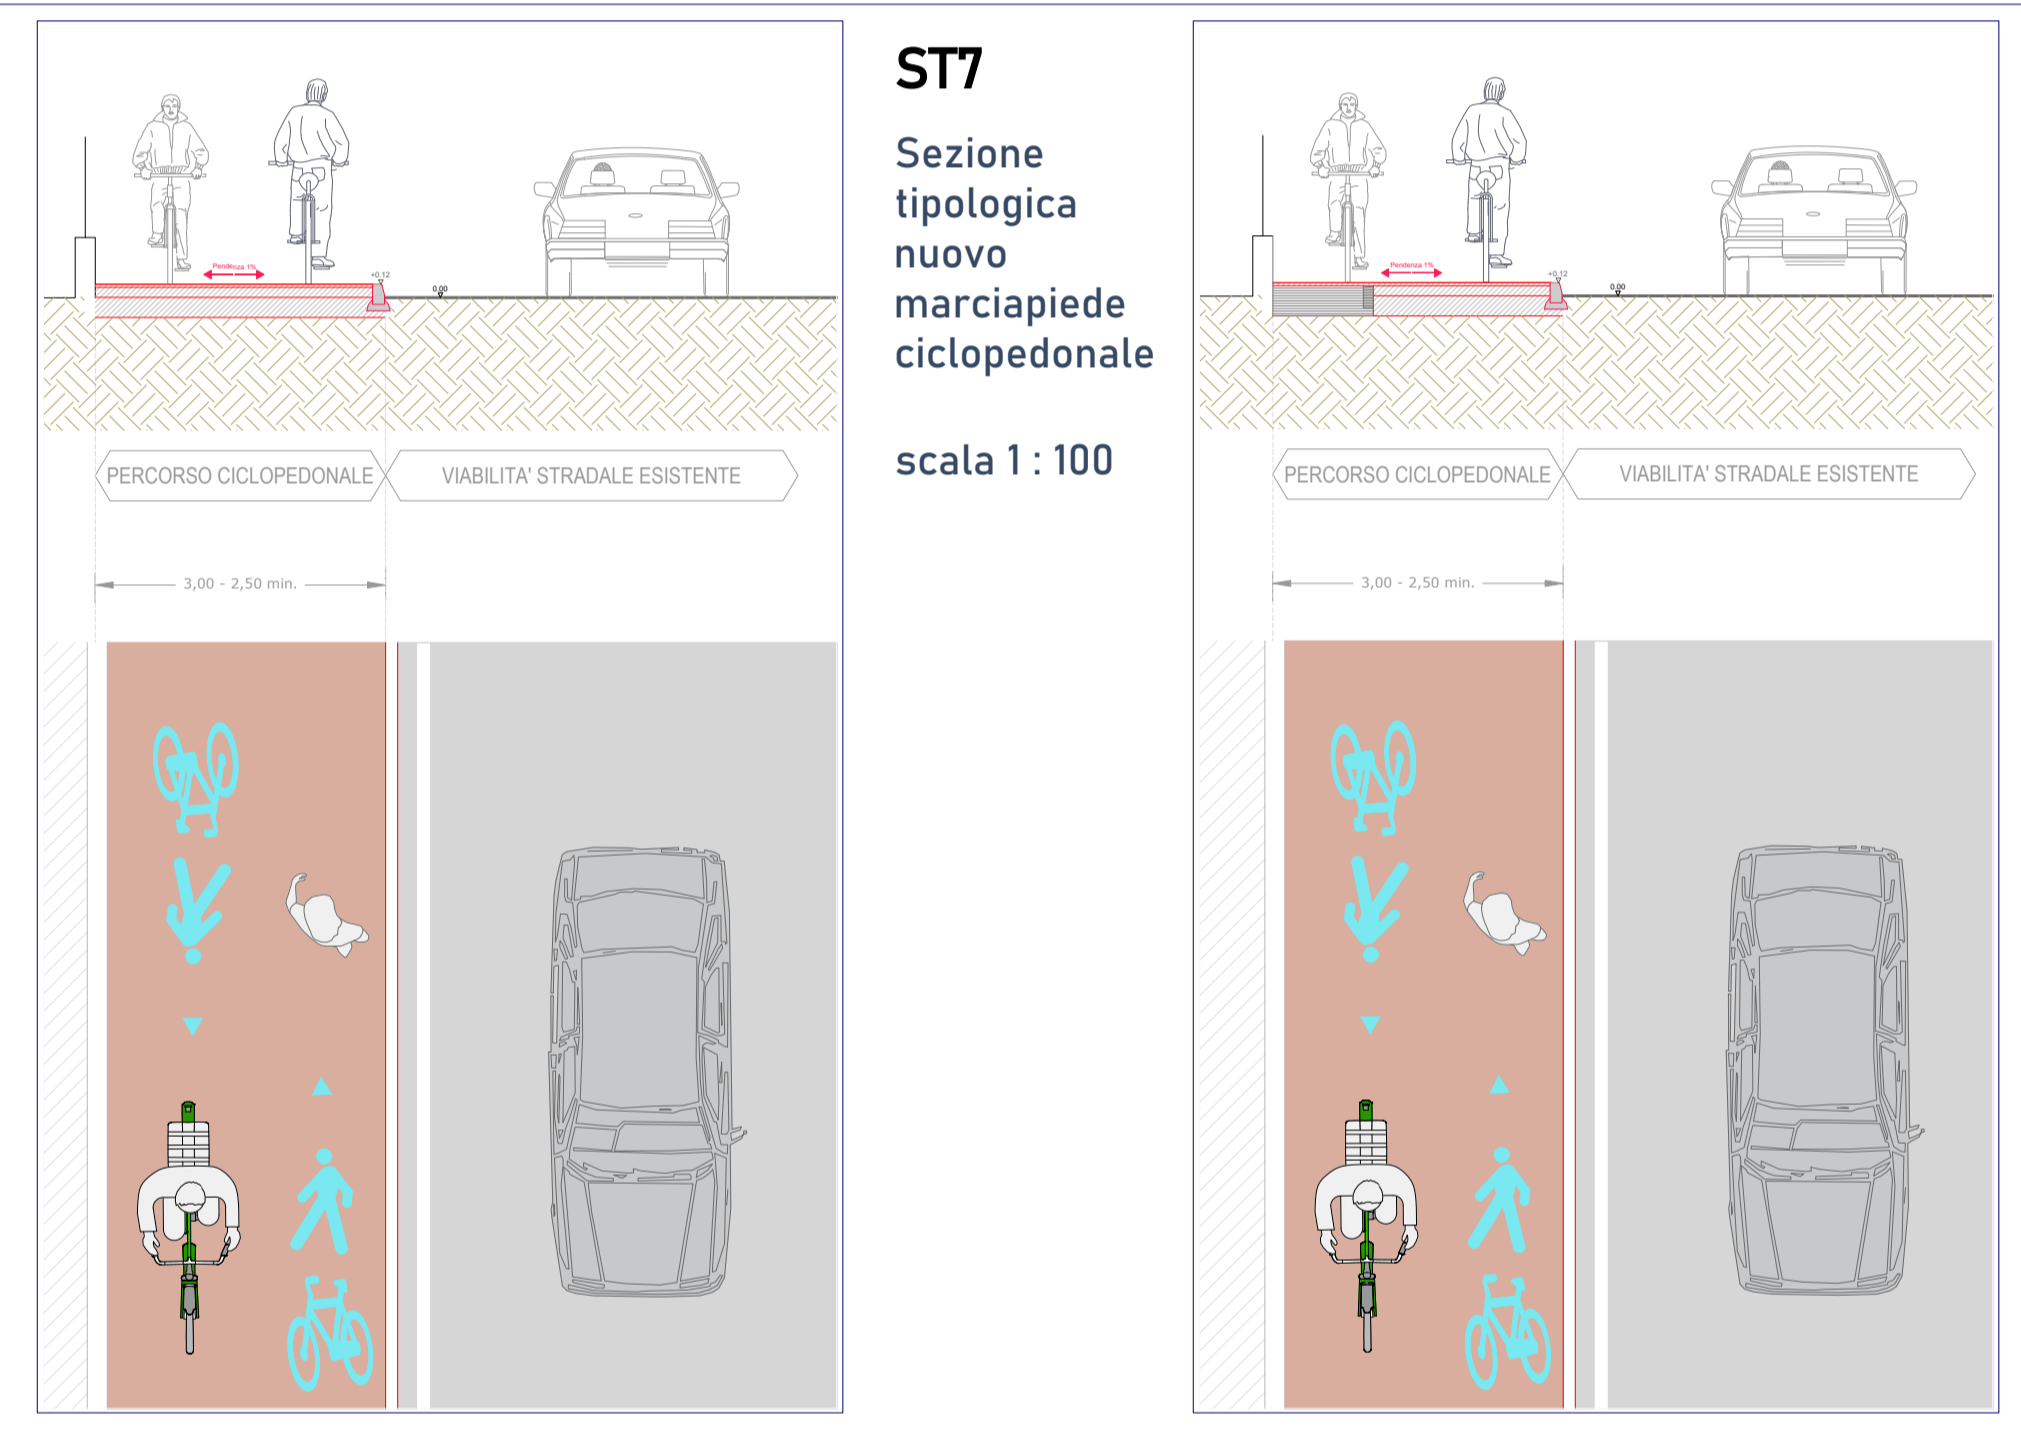 Pendenza 1%
+0.12
0.00
PERCORSO CICLOPEDONALE
VIABILITA' STRADALE ESISTENTE
3,00 - 2,50 min.
ST7
Sezione
tipologica
nuovo
marciapiede
ciclopedonale
scala 1 : 100
Pendenza 1%
+0.12
0.00
PERCORSO CICLOPEDONALE
VIABILITA' STRADALE ESISTENTE
3,00 - 2,50 min.